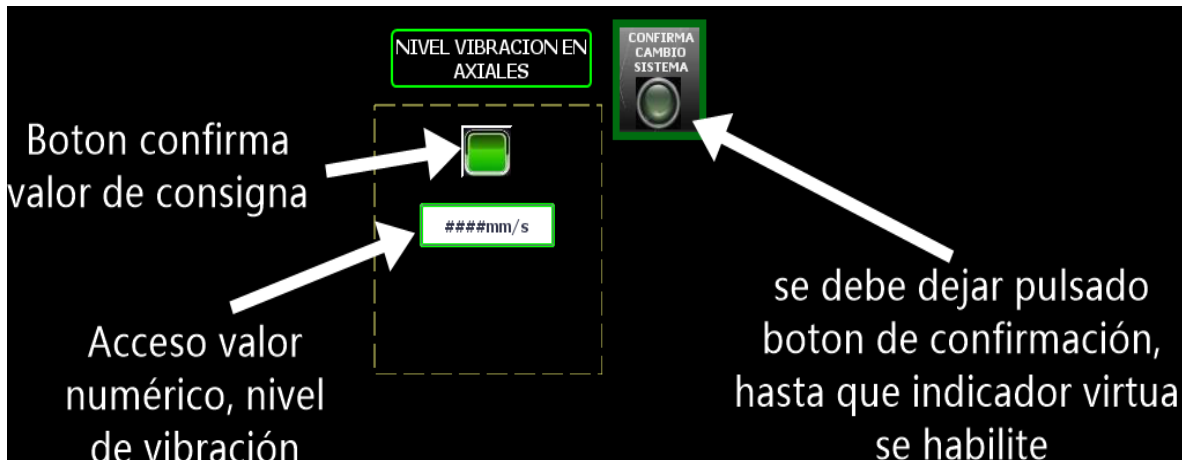 NIVEL VIBRACION EN
AXIALES
CONFIRMA
CAMBIO
SISTEMA
Boton confirma
valor de consigna
####mm/s
Acceso valor
numérico, nivel
de vibración
se debe dejar pulsado
boton de confirmación,
hasta que indicador virtua
se habilite